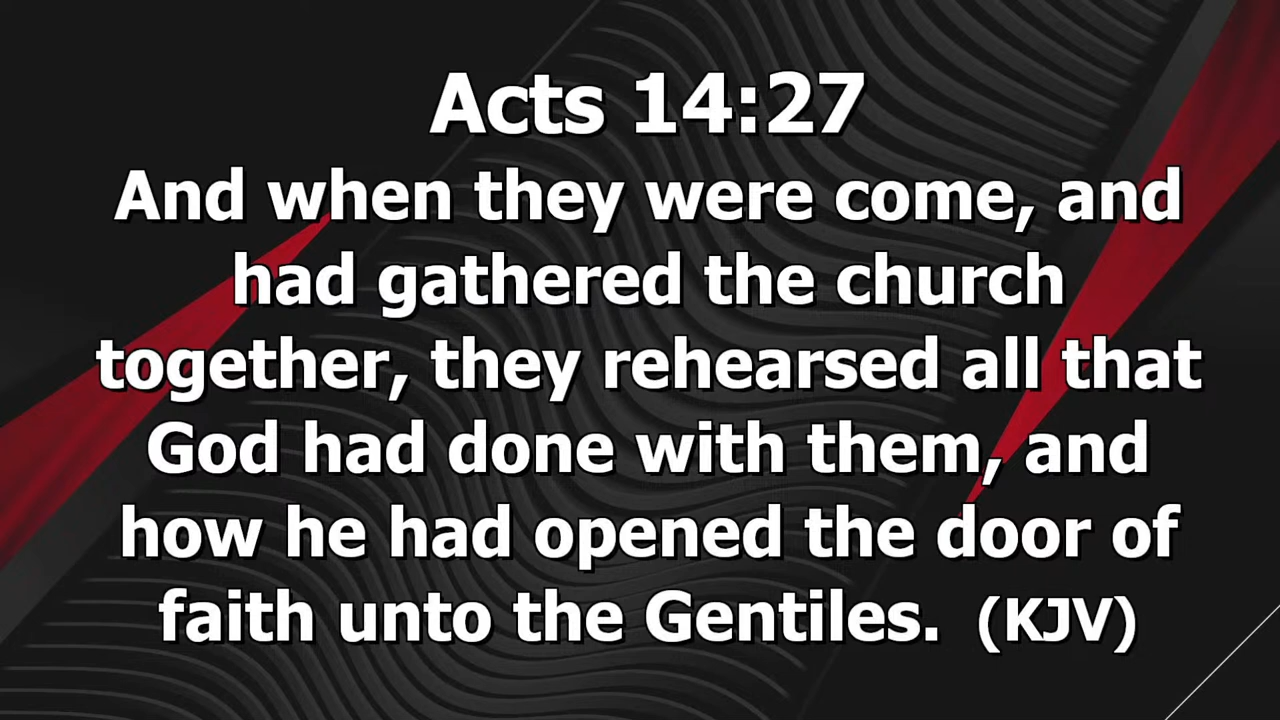 Acts 14:27
And when they were come, and
had gathered the church
together, they rehearsed all that
God had done with them, and
how he had opened the door of
faith unto the Gentiles. (KJV)